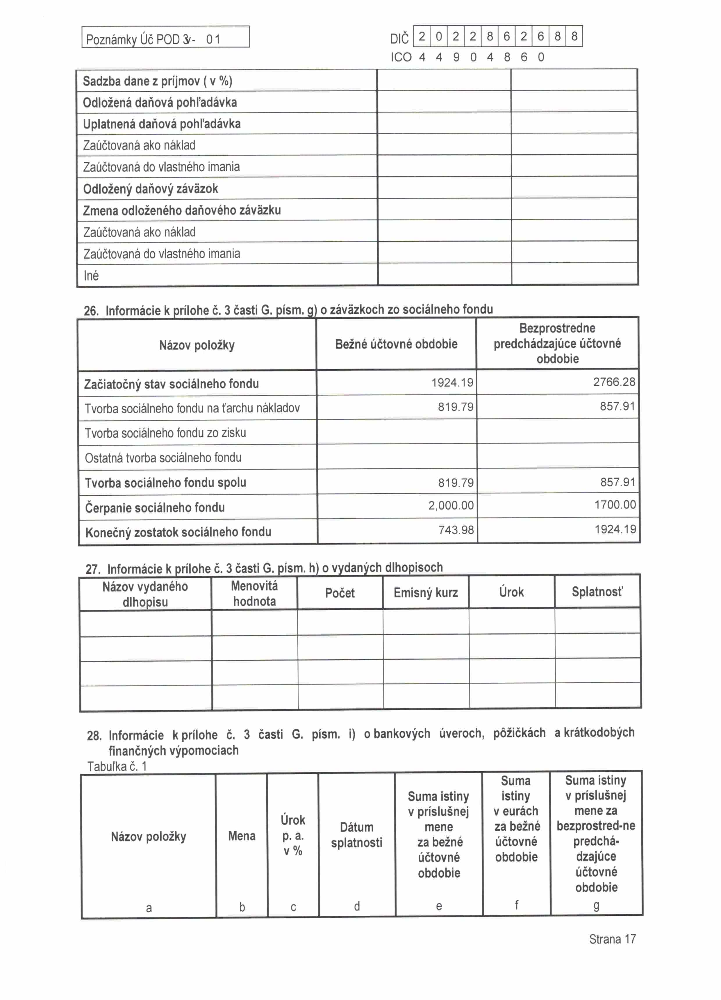 Poznámky Úč POD 3v- 01
DIČ 2 0 2 2 8 6 2 6 8 8
ICO 4 4 9 0 4 8 6 0
Sadzba dane z príjmov ( v %)
Odložená daňová pohľadávka
Uplatnená daňová pohľadávka
Zaúčtovaná ako náklad
Zaúčtovaná do vlastného imania
Odložený daňový záväzok
Zmena odloženého daňového záväzku
Zaúčtovaná ako náklad
Zaúčtovaná do vlastného imania
Iné
26. Informácie k prílohe č. 3 časti G. písm. g) o záväzkoch zo sociálneho fondu
Názov položky
Bežné účtovné obdobie
Bezprostredne
predchádzajúce účtovné
obdobie
Začiatočný stav sociálneho fondu 1924.19 2766.28
Tvorba sociálneho fondu na ťarchu nákladov 819.79 857.91
Tvorba sociálneho fondu zo zisku
Ostatná tvorba sociálneho fondu
Tvorba sociálneho fondu spolu 819.79 857.91
Čerpanie sociálneho fondu 2,000.00 1700.00
Konečný zostatok sociálneho fondu 743.98 1924.19
27. Informácie k prílohe č. 3 časti G. písm. h) o vydaných dlhopisoch
Názov vydaného
dlhopisu
Menovitá
hodnota
Počet
Emisný kurz
Úrok
Splatnosť
28. Informácie k prílohe č. 3 časti G. písm. i) o bankových úveroch, pôžičkách a krátkodobých
finančných výpomociach
Tabuľka č. 1
Názov položky
a
Mena
b
Úrok
p. a.
v %
c
Dátum
splatnosti
d
Suma istiny
v príslušnej
mene
za bežné
účtovné
obdobie
e
Suma
istiny
v eurách
za bežné
účtovné
obdobie
f
Suma istiny
v príslušnej
mene za
bezprostred-ne
predchá-
dzajúce
účtovné
obdobie
g
Strana 17